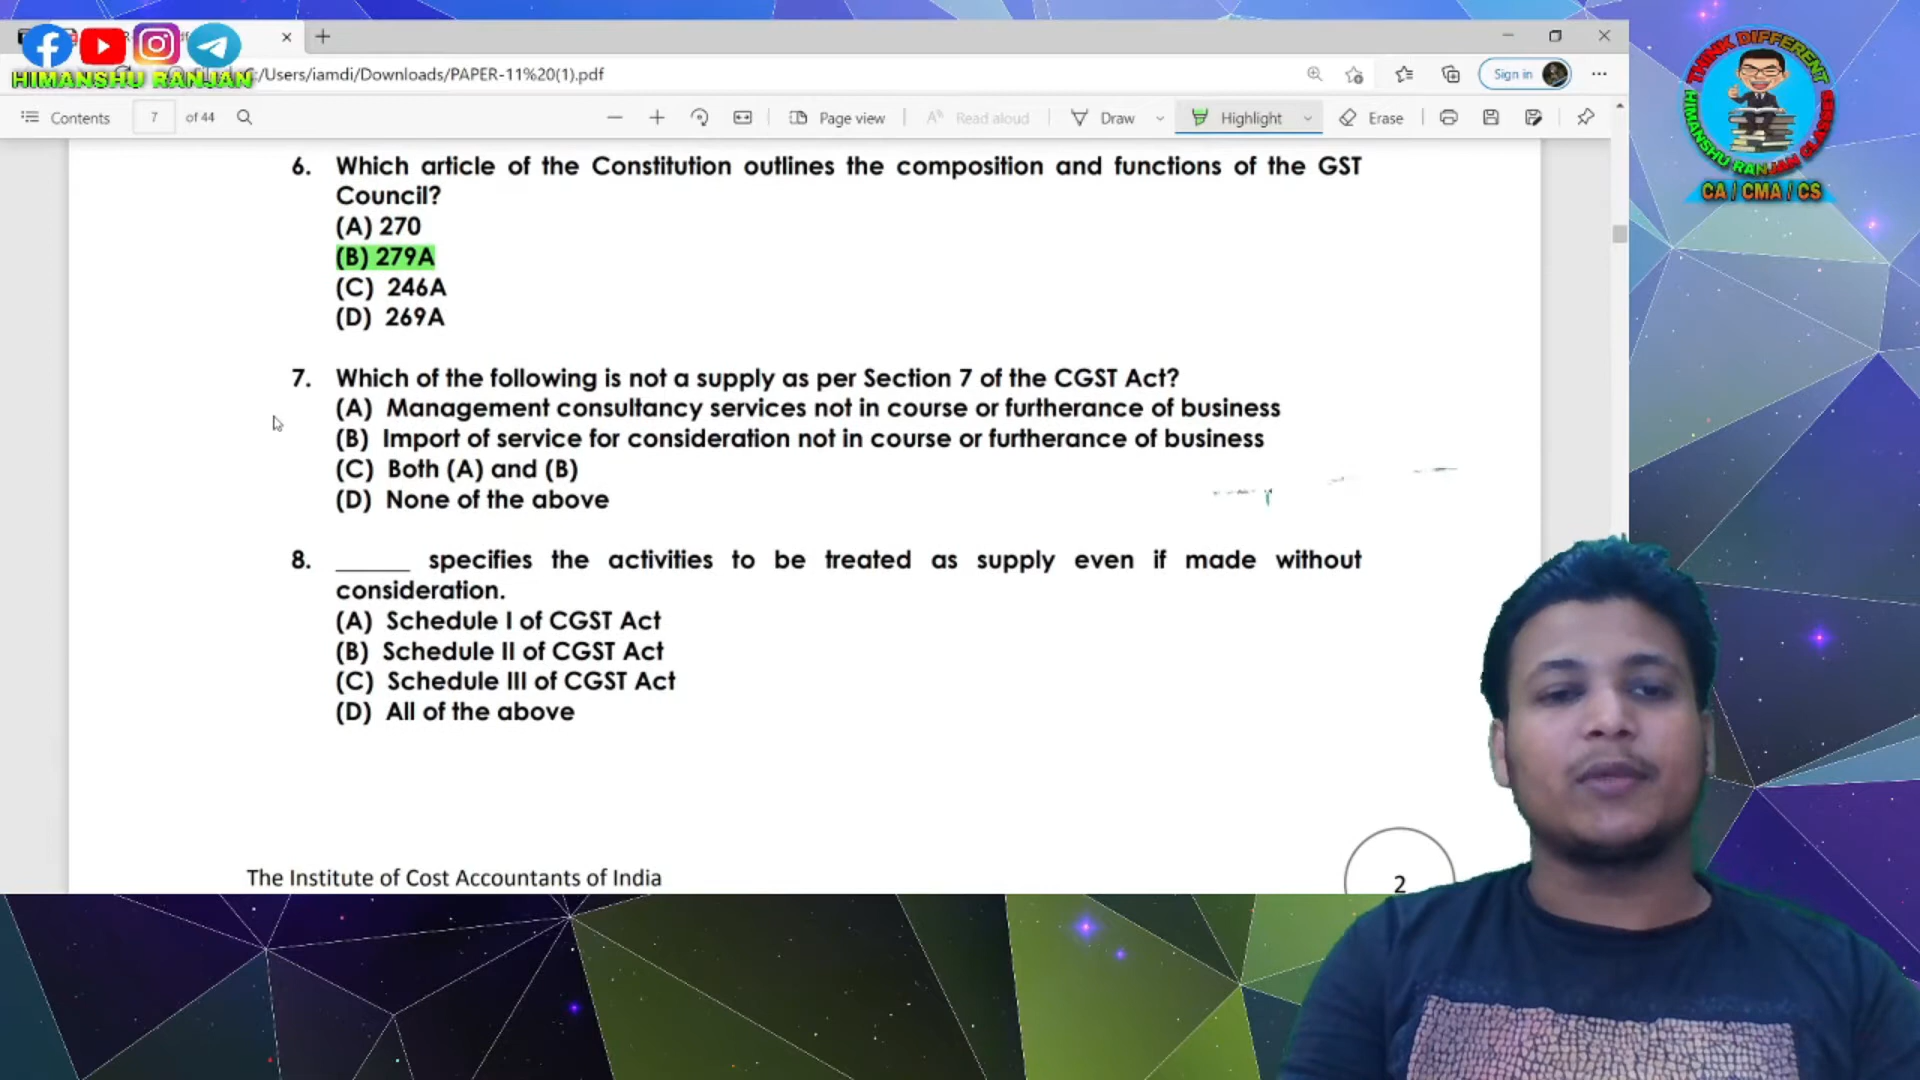 HIMANSHU RANJAN
C:/Users/iamdi/Downloads/PAPER-11%20(1).pdf
Sign in
Contents
7
of 44
Page view
Read aloud
Draw
Highlight
Erase
THINK DIFFERENT
HIMANSHU RANJAN CLASSES
CA / CMA / CS
6. Which article of the Constitution outlines the composition and functions of the GST
Council?
(A) 270
(B) 279A
(C) 246A
(D) 269A
7. Which of the following is not a supply as per Section 7 of the CGST Act?
(A) Management consultancy services not in course or furtherance of business
(B) Import of service for consideration not in course or furtherance of business
(C) Both (A) and (B)
(D) None of the above
8. ______ specifies the activities to be treated as supply even if made without
consideration.
(A) Schedule I of CGST Act
(B) Schedule II of CGST Act
(C) Schedule III of CGST Act
(D) All of the above
The Institute of Cost Accountants of India
2